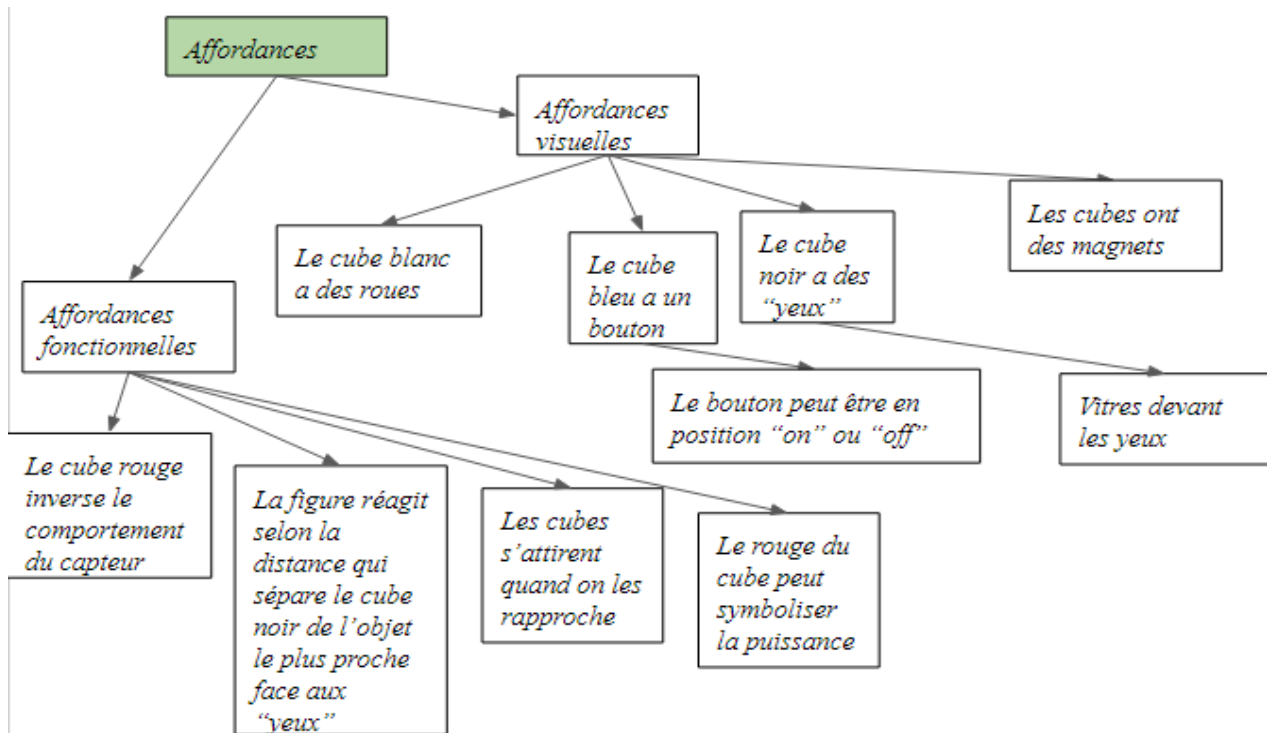 Affordances
Affordances
visuelles
Le cube blanc
a des roues
Le cube
bleu a un
bouton
Le cube
noir a des
“yeux”
Les cubes ont
des magnets
Affordances
fonctionnelles
Le bouton peut être en
position “on” ou “off”
Vitres devant
les yeux
Le cube rouge
inverse le
comportement
du capteur
La figure réagit
selon la
distance qui
sépare le cube
noir de l’objet
le plus proche
face aux
“yeux”
Les cubes
s’attirent
quand on les
rapproche
Le rouge du
cube peut
symboliser
la puissance